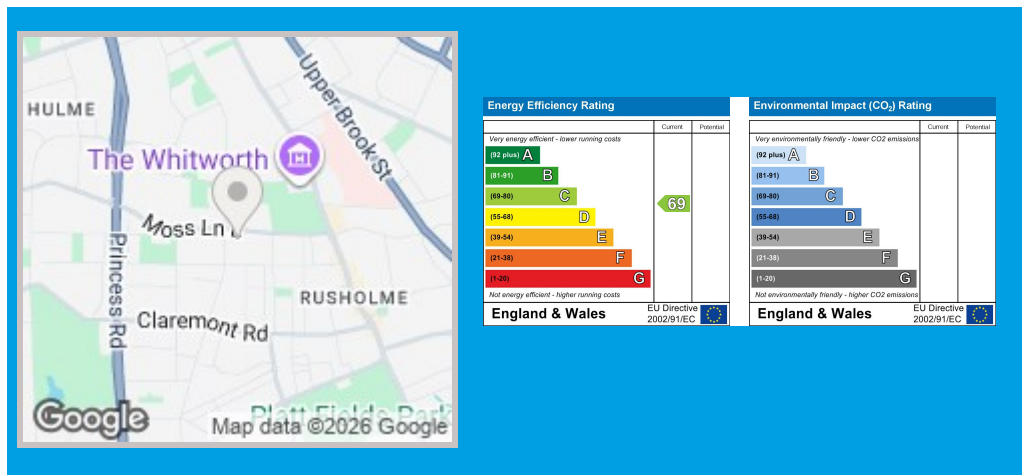 HULME
Upper Brook St
The Whitworth
Moss Ln
Princess Rd
RUSHOLME
Claremont Rd
Platt Fields Park
Google
Map data ©2026 Google
Energy Efficiency Rating
Current Potential
Very energy efficient - lower running costs
(92 plus) A
(81-91) B
(69-80) C
69
(55-68) D
(39-54) E
(21-38) F
(1-20) G
Not energy efficient - higher running costs
England & Wales
EU Directive
2002/91/EC
Environmental Impact (CO2) Rating
Current Potential
Very environmentally friendly - lower CO2 emissions
(92 plus) A
(81-91) B
(69-80) C
(55-68) D
(39-54) E
(21-38) F
(1-20) G
Not environmentally friendly - higher CO2 emissions
England & Wales
EU Directive
2002/91/EC